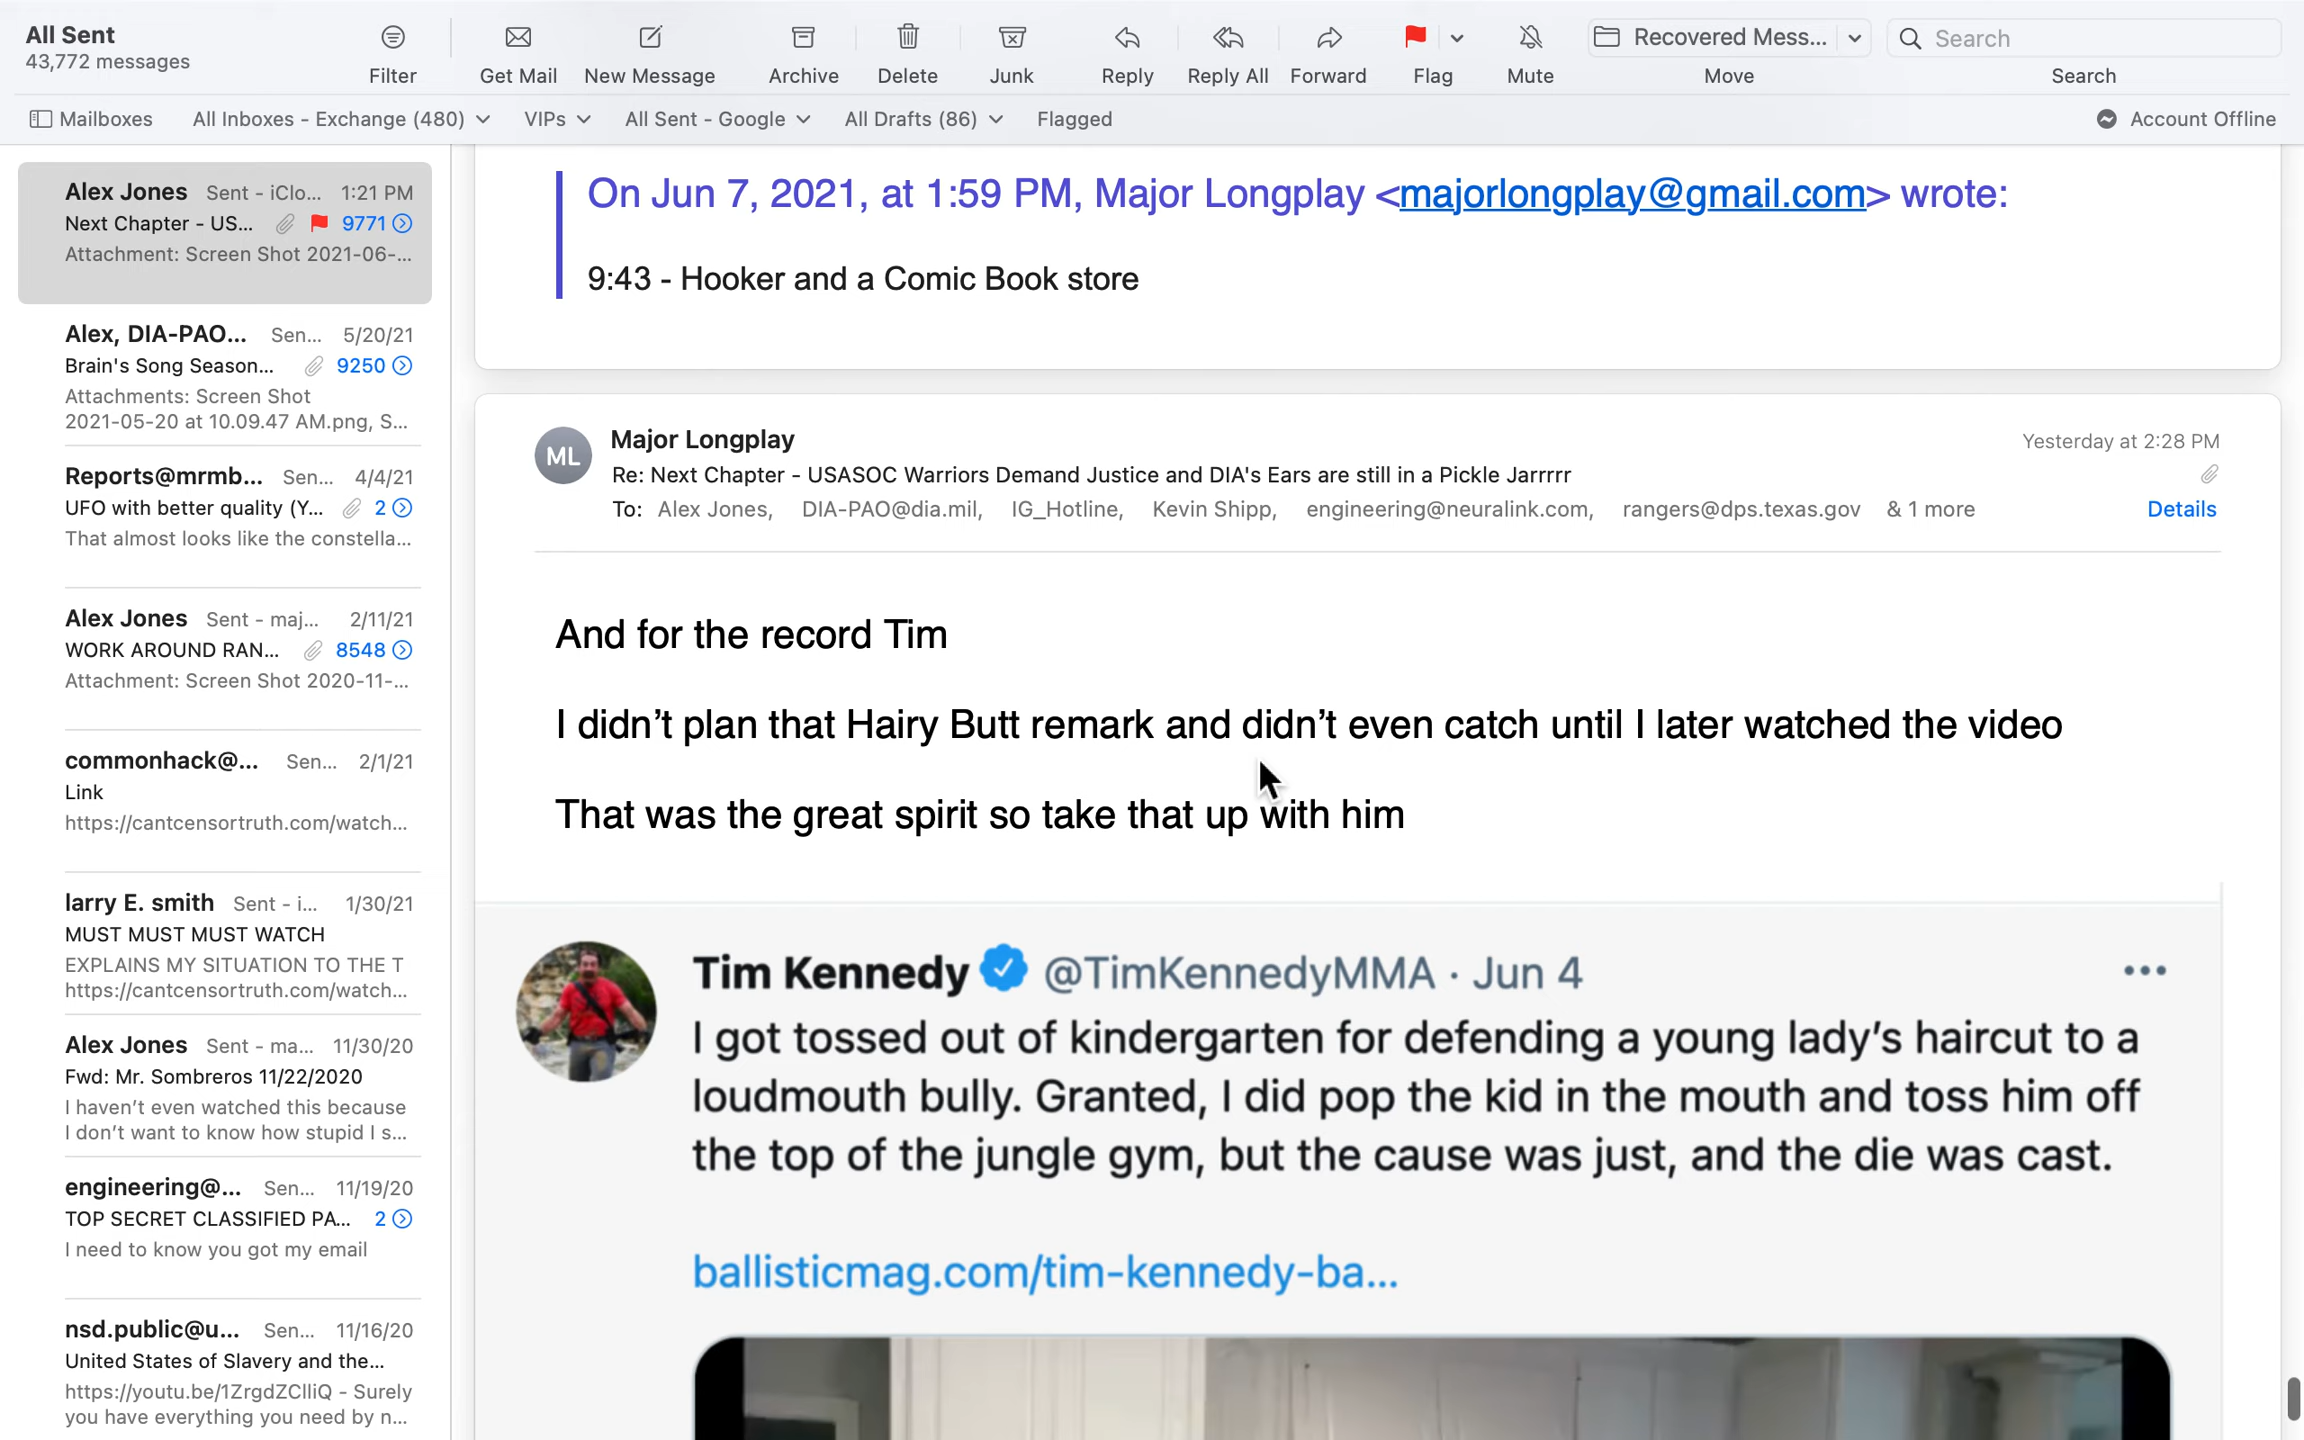 All Sent
43,772 messages
Filter
Get Mail
New Message
Archive
Delete
Junk
Reply
Reply All
Forward
Flag
Mute
Recovered Mess...
Move
Search
Search
Mailboxes
All Inboxes - Exchange (480)
VIPs
All Sent - Google
All Drafts (86)
Flagged
Account Offline
Alex Jones Sent - iClo... 1:21 PM
Next Chapter - US... 9771
Attachment: Screen Shot 2021-06-...
Alex, DIA-PAO... Sen... 5/20/21
Brain's Song Season... 9250
Attachments: Screen Shot
2021-05-20 at 10.09.47 AM.png, S...
Reports@mrmb... Sen... 4/4/21
UFO with better quality (Y... 2
That almost looks like the constella...
Alex Jones Sent - maj... 2/11/21
WORK AROUND RAN... 8548
Attachment: Screen Shot 2020-11-...
commonhack@... Sen... 2/1/21
Link
https://cantcensortruth.com/watch...
larry E. smith Sent - i... 1/30/21
MUST MUST MUST WATCH
EXPLAINS MY SITUATION TO THE T
https://cantcensortruth.com/watch...
Alex Jones Sent - ma... 11/30/20
Fwd: Mr. Sombreros 11/22/2020
I haven't even watched this because
I don't want to know how stupid I s...
engineering@... Sen... 11/19/20
TOP SECRET CLASSIFIED PA... 2
I need to know you got my email
nsd.public@u... Sen... 11/16/20
United States of Slavery and the...
https://youtu.be/1ZrgdZClliQ - Surely
you have everything you need by n...
On Jun 7, 2021, at 1:59 PM, Major Longplay <majorlongplay@gmail.com> wrote:
9:43 - Hooker and a Comic Book store
ML
Major Longplay
Yesterday at 2:28 PM
Re: Next Chapter - USASOC Warriors Demand Justice and DIA's Ears are still in a Pickle Jarrrrr
To: Alex Jones, DIA-PAO@dia.mil, IG_Hotline, Kevin Shipp, engineering@neuralink.com, rangers@dps.texas.gov & 1 more
Details
And for the record Tim
I didn't plan that Hairy Butt remark and didn't even catch until I later watched the video
That was the great spirit so take that up with him
Tim Kennedy @TimKennedyMMA · Jun 4
I got tossed out of kindergarten for defending a young lady's haircut to a
loudmouth bully. Granted, I did pop the kid in the mouth and toss him off
the top of the jungle gym, but the cause was just, and the die was cast.
ballisticmag.com/tim-kennedy-ba...